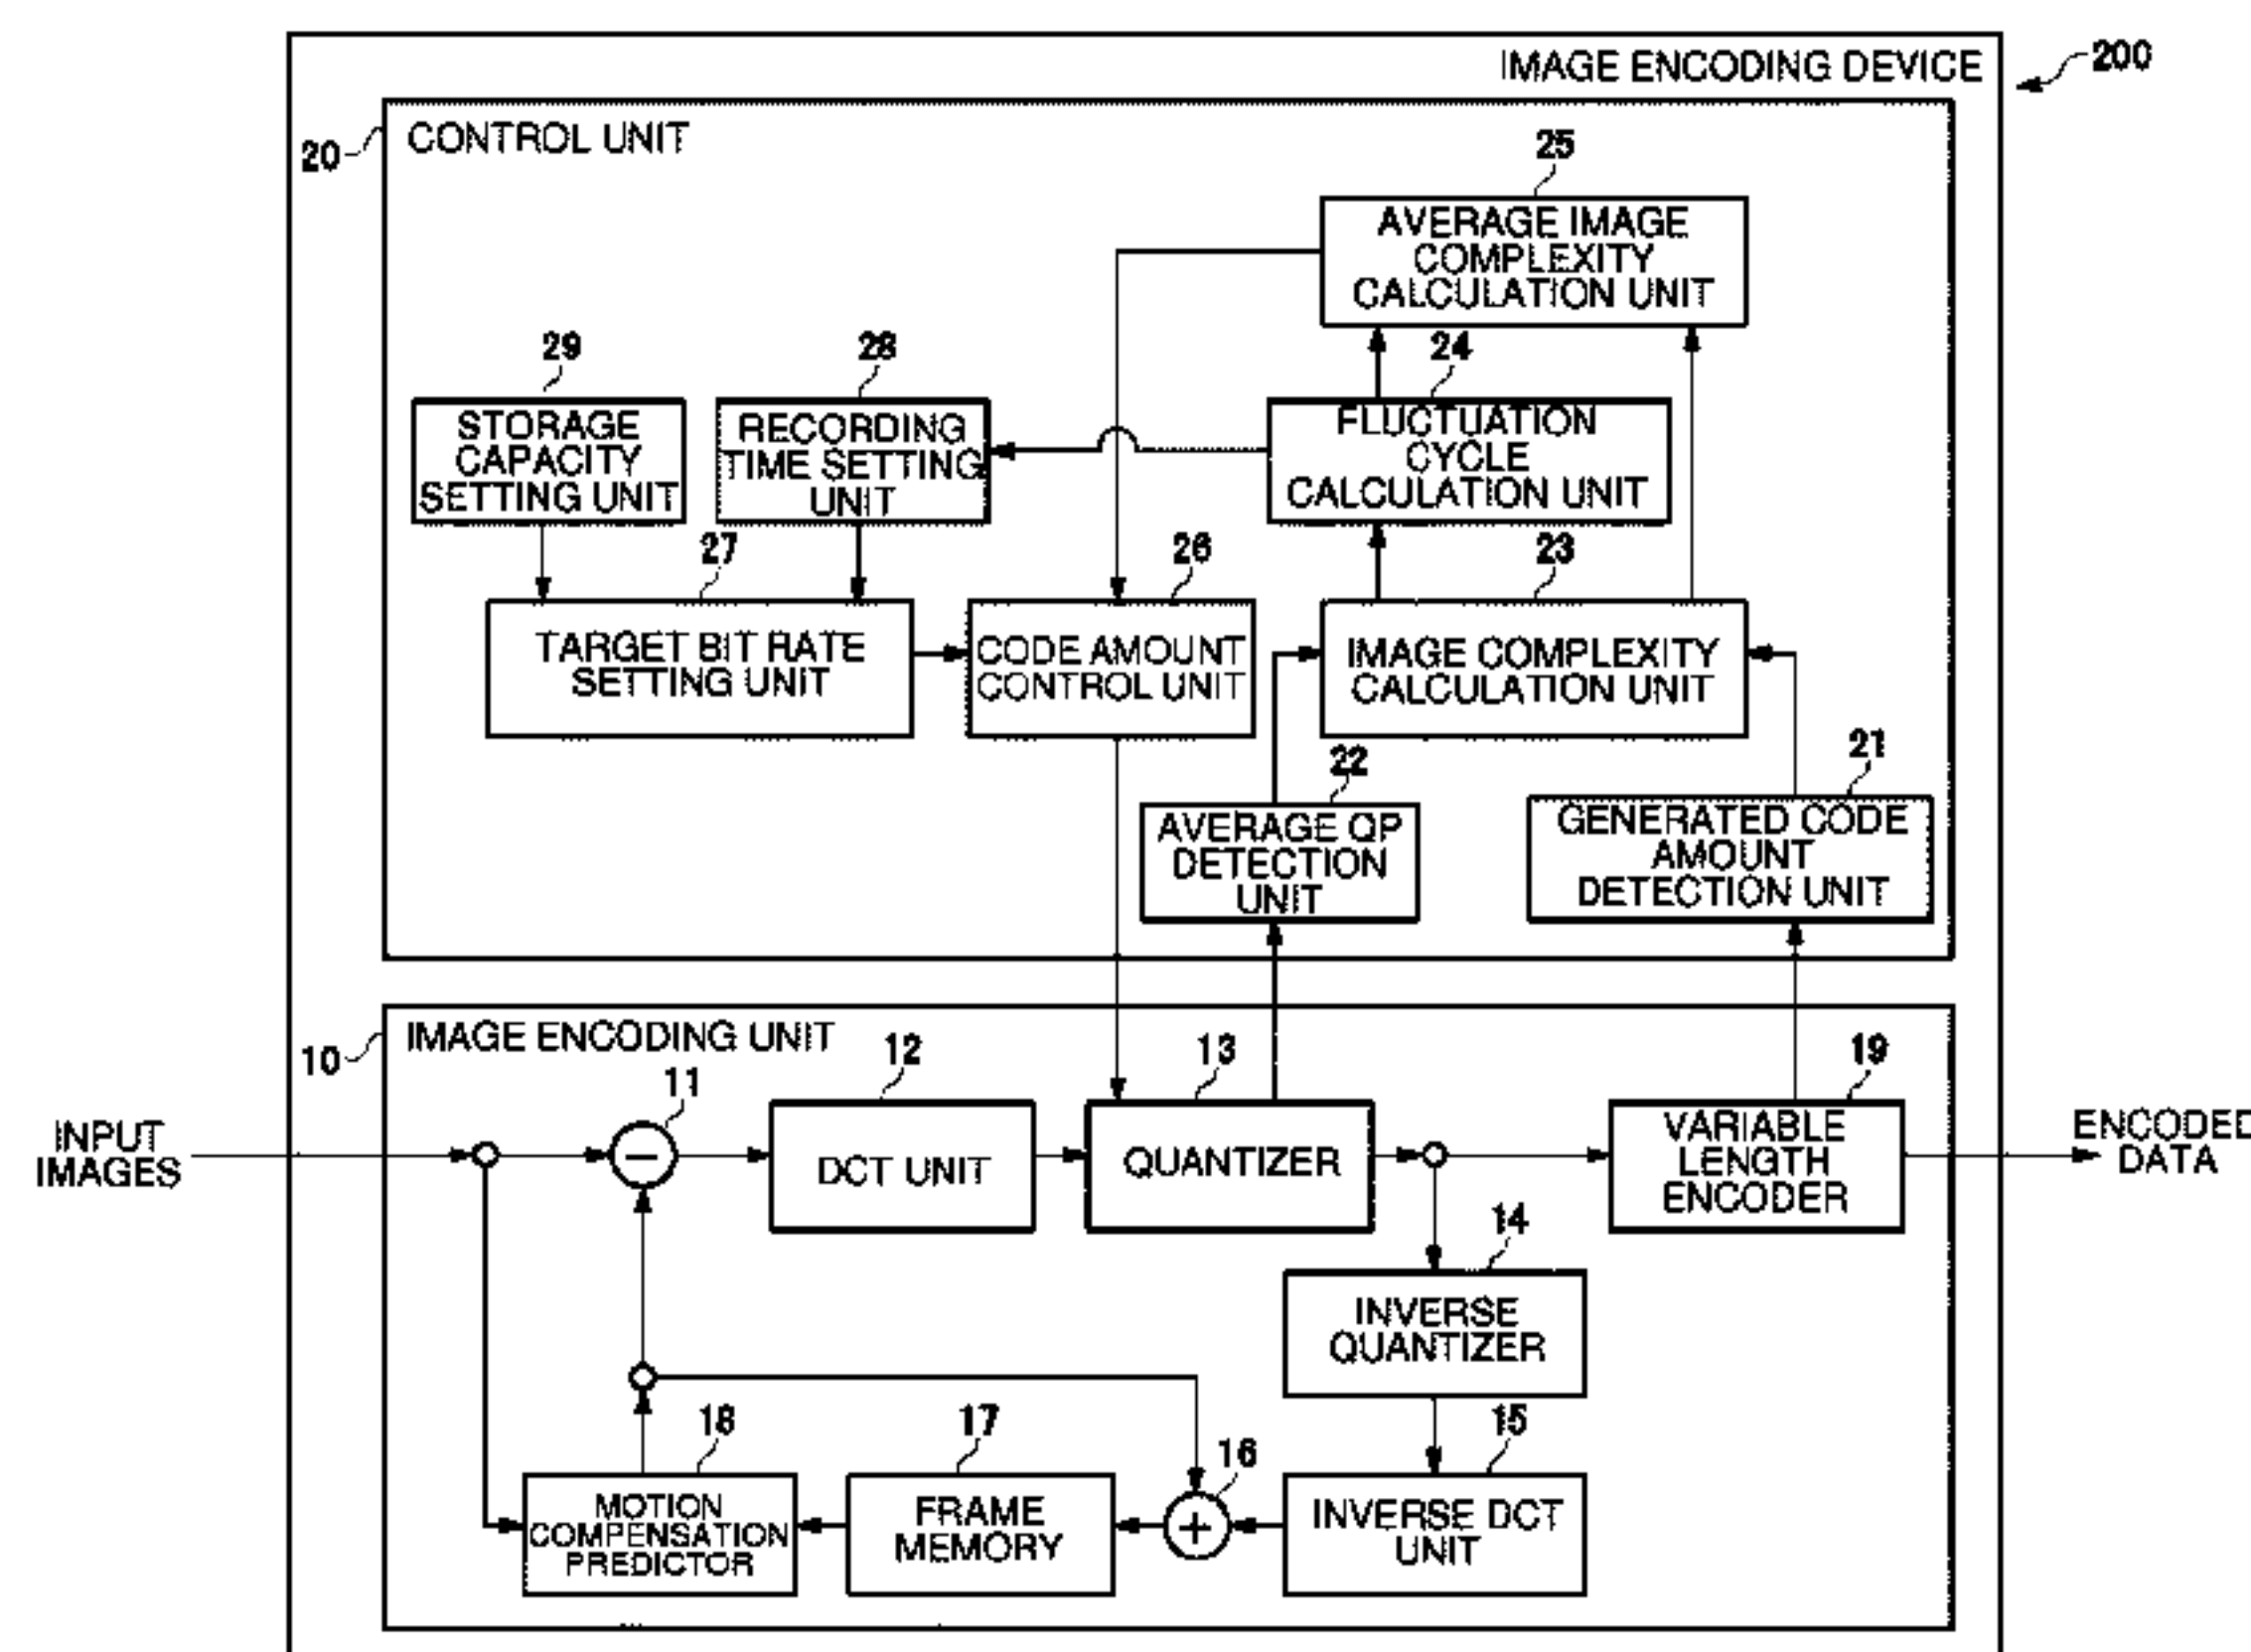 IMAGE ENCODING DEVICE
200
20
CONTROL UNIT
25
AVERAGE IMAGE
COMPLEXITY
CALCULATION UNIT
29
STORAGE
CAPACITY
SETTING UNIT
28
RECORDING
TIME SETTING
UNIT
24
FLUCTUATION
CYCLE
CALCULATION UNIT
27
TARGET BIT RATE
SETTING UNIT
26
CODE AMOUNT
CONTROL UNIT
23
IMAGE COMPLEXITY
CALCULATION UNIT
22
AVERAGE QP
DETECTION
UNIT
21
GENERATED CODE
AMOUNT
DETECTION UNIT
10
IMAGE ENCODING UNIT
INPUT
IMAGES
11
−
12
DCT UNIT
13
QUANTIZER
19
VARIABLE
LENGTH
ENCODER
ENCODED
DATA
14
INVERSE
QUANTIZER
18
MOTION
COMPENSATION
PREDICTOR
17
FRAME
MEMORY
16
+
15
INVERSE DCT
UNIT